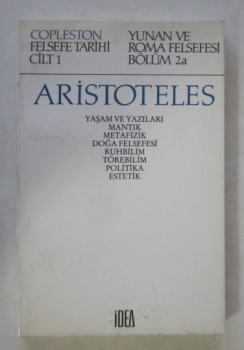 COPLESTON
FELSEFE TARİHİ
CİLT 1
YUNAN VE
ROMA FELSEFESİ
BÖLÜM 2a
ARİSTOTELES
YAŞAM VE YAZILARI
MANTIK
METAFİZİK
DOĞA FELSEFESİ
RUHBİLİM
TÖREBİLİM
POLİTİKA
ESTETİK
İDEA